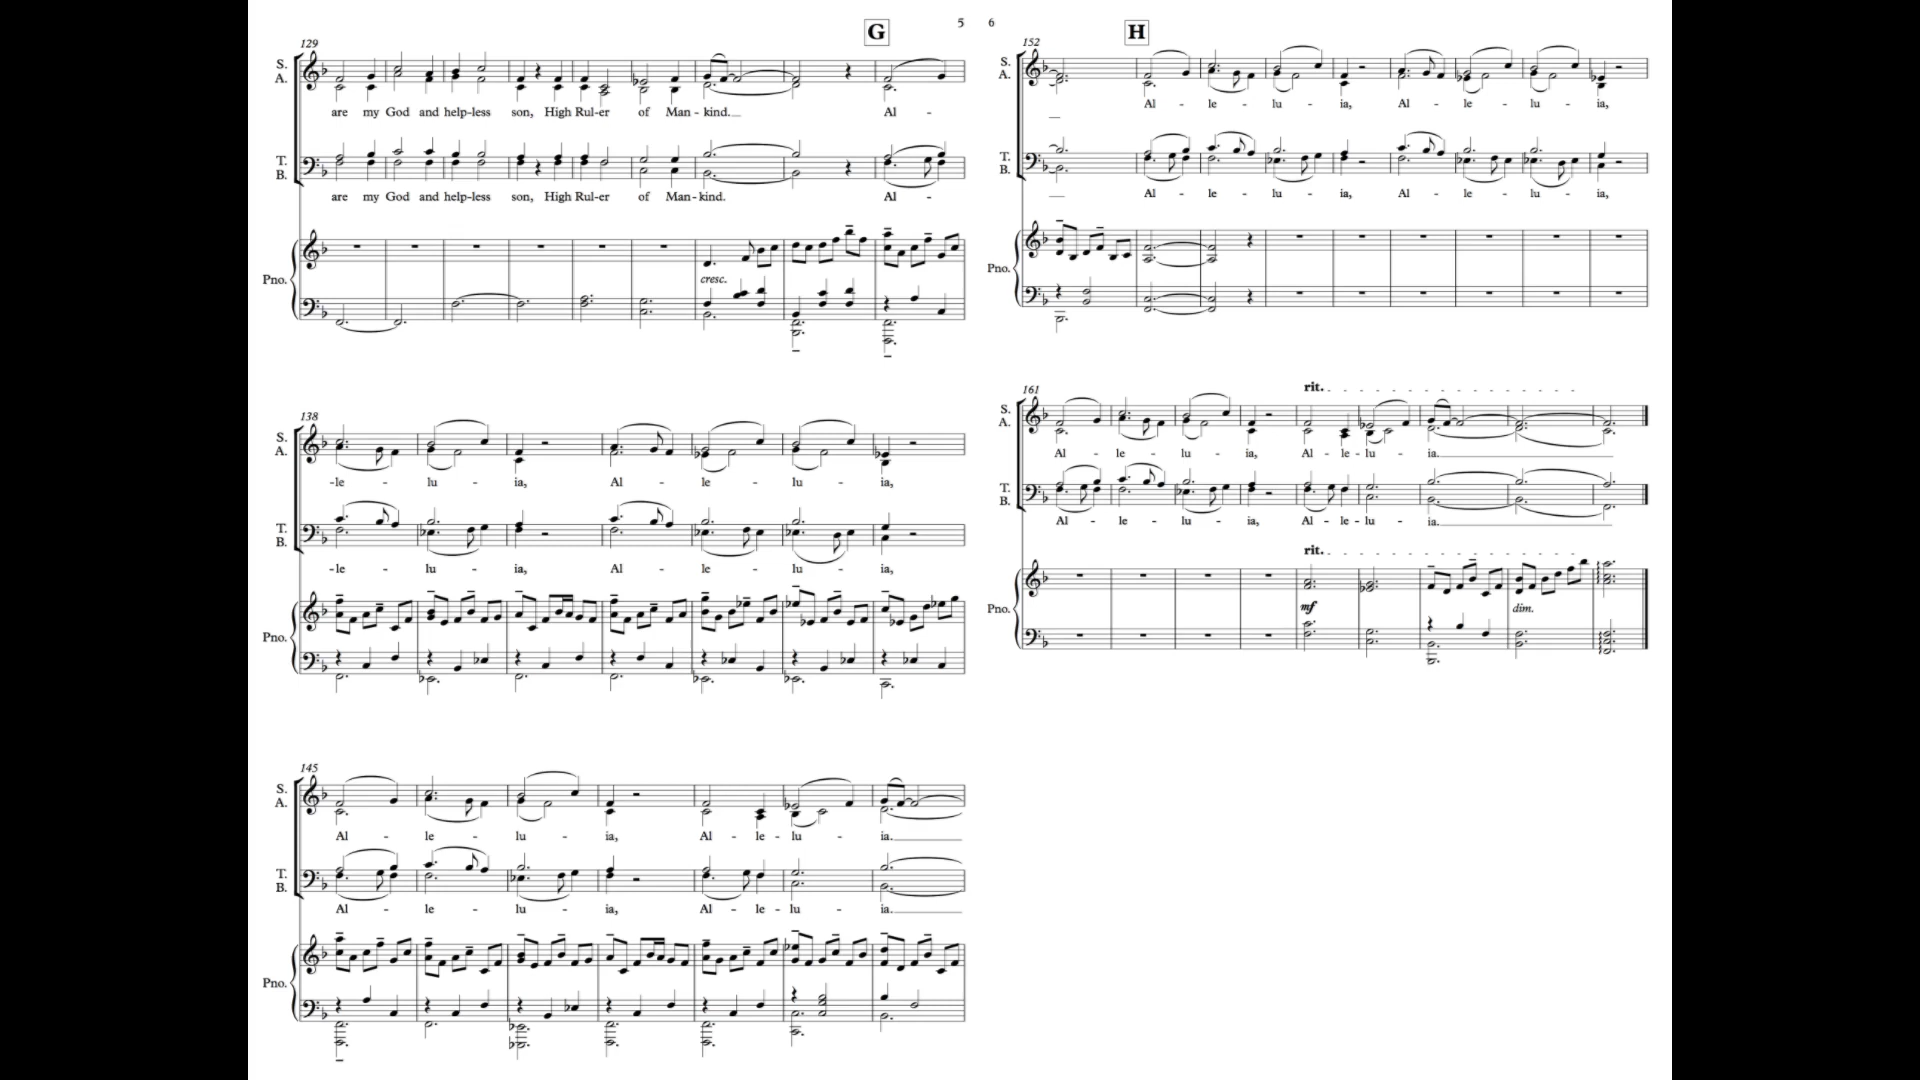 5
G
129
S.
A.
are my God and help-less son, High Rul-er of Man-kind. Al -
T.
B.
are my God and help-less son, High Rul-er of Man-kind. Al -
Pno.
cresc.
138
S.
A.
-le - lu - ia, Al - le - lu - ia,
T.
B.
-le - lu - ia, Al - le - lu - ia,
Pno.
145
S.
A.
Al - le - lu - ia, Al - le - lu - ia.
T.
B.
Al - le - lu - ia, Al - le - lu - ia.
Pno.
6
H
152
S.
A.
Al - le - lu - ia, Al - le - lu - ia,
T.
B.
Al - le - lu - ia, Al - le - lu - ia,
Pno.
161
rit.
S.
A.
Al - le - lu - ia, Al - le - lu - ia.
T.
B.
Al - le - lu - ia, Al - le - lu - ia.
rit.
Pno.
mf
dim.